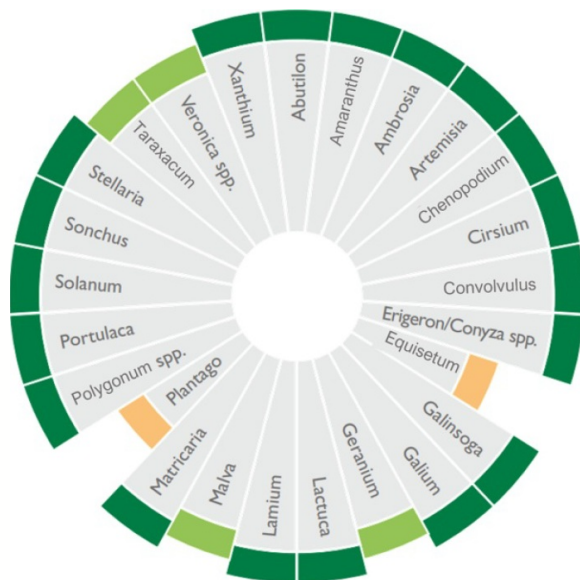 Abutilon
Amaranthus
Ambrosia
Artemisia
Chenopodium
Cirsium
Convolvulus
Erigeron/Conyza spp.
Equisetum
Galinsoga
Galium
Geranium
Lactuca
Lamium
Malva
Matricaria
Plantago
Polygonum spp.
Portulaca
Solanum
Sonchus
Stellaria
Taraxacum
Veronica spp.
Xanthium